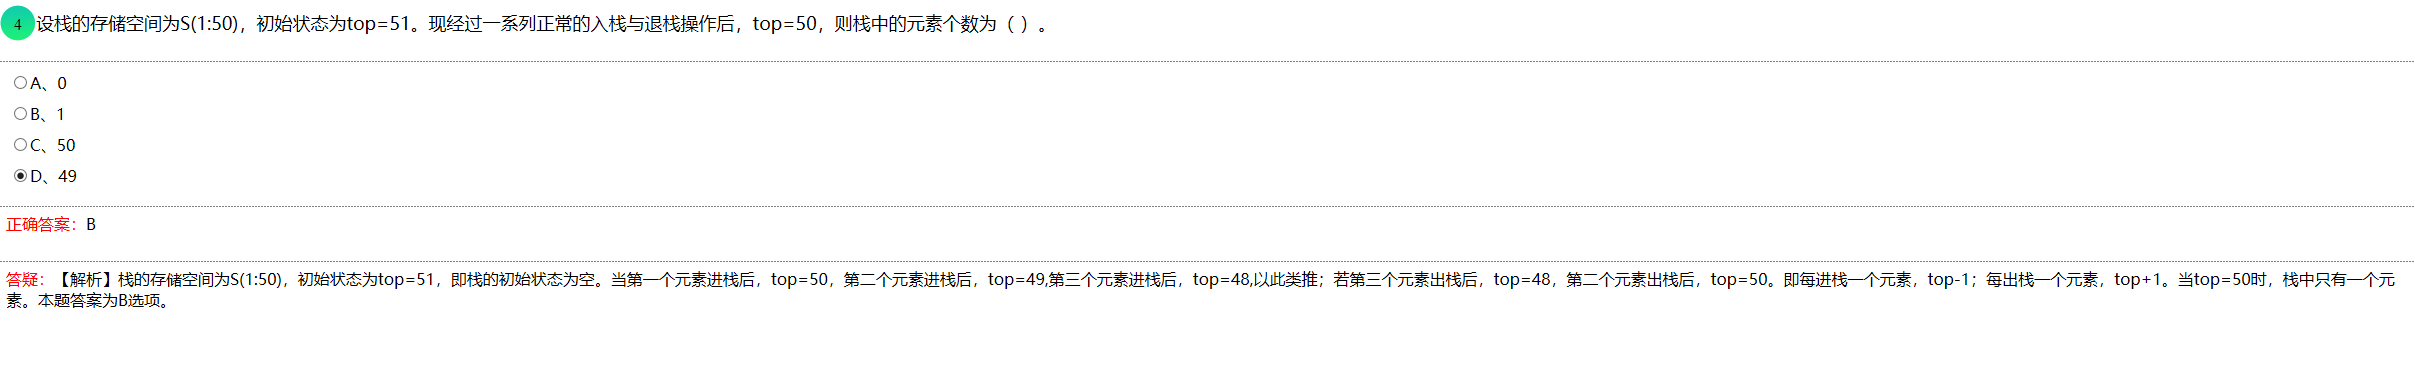 4 设栈的存储空间为S(1:50)，初始状态为top=51。现经过一系列正常的入栈与退栈操作后，top=50，则栈中的元素个数为（ ）。
A、0
B、1
C、50
D、49
正确答案：B
答疑：【解析】栈的存储空间为S(1:50)，初始状态为top=51，即栈的初始状态为空。当第一个元素进栈后，top=50，第二个元素进栈后，top=49,第三个元素进栈后，top=48,以此类推；若第三个元素出栈后，top=48，第二个元素出栈后，top=50。即每进栈一个元素，top-1；每出栈一个元素，top+1。当top=50时，栈中只有一个元
素。本题答案为B选项。